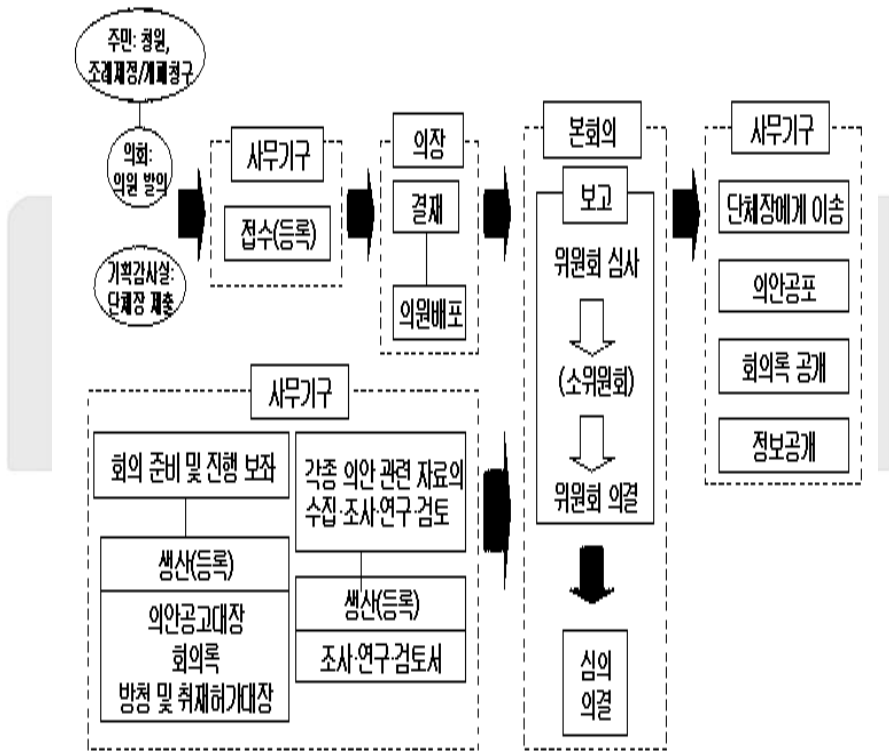 주민: 청원,
조례제정/개폐청구
의회:
의원 발의
기획감사실:
단체장 제출
사무기구
접수(등록)
의장
결재
의원배포
본회의
보고
위원회 심사
(소위원회)
위원회 의결
심의
의결
사무기구
단체장에게 이송
의안공포
회의록 공개
정보공개
사무기구
회의 준비 및 진행 보좌
생산(등록)
의안공고대장
회의록
방청 및 취재허가대장
각종 의안 관련 자료의
수집·조사·연구·검토
생산(등록)
조사·연구·검토서